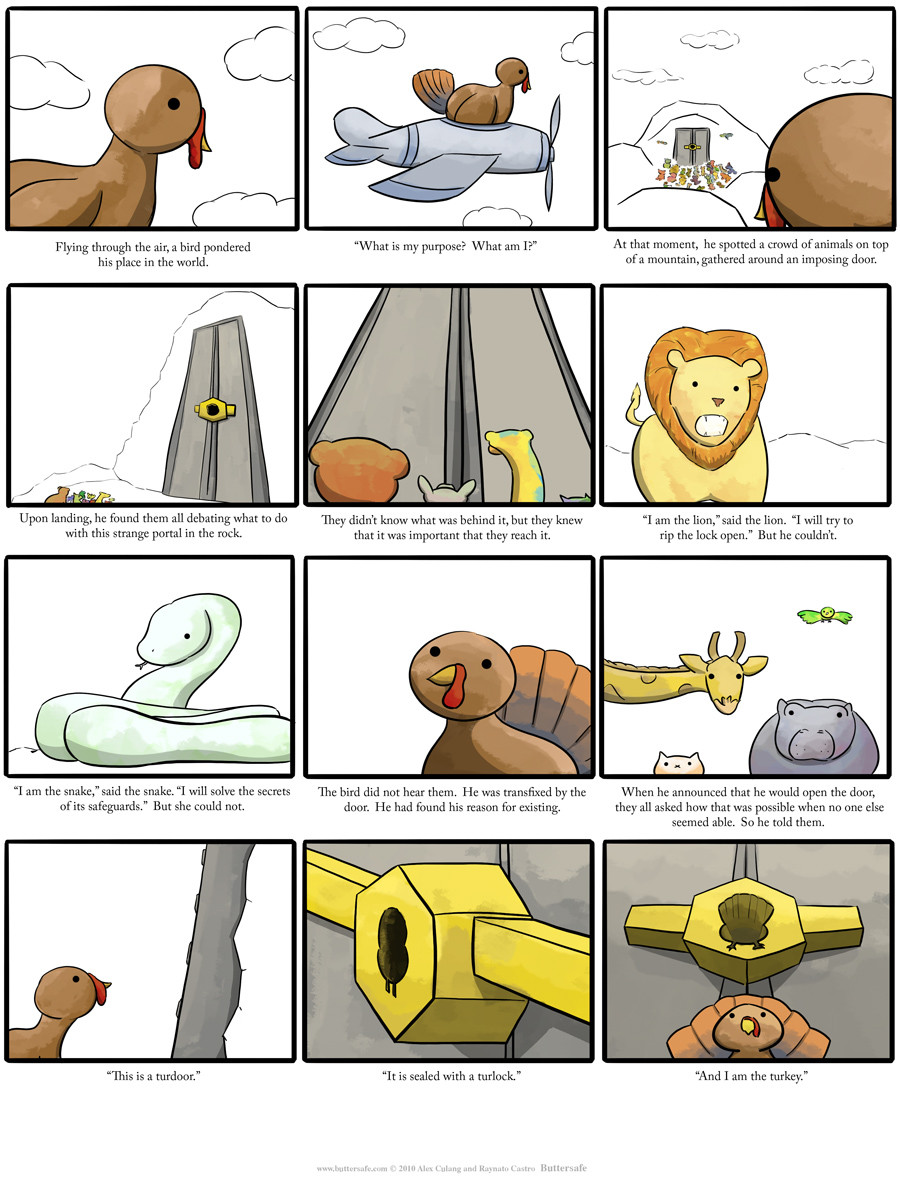 Flying through the air, a bird pondered
his place in the world.
“What is my purpose?  What am I?”
At that moment,  he spotted a crowd of animals on top
of a mountain, gathered around an imposing door.
Upon landing, he found them all debating what to do
with this strange portal in the rock.
They didn’t know what was behind it, but they knew
that it was important that they reach it.
“I am the lion,” said the lion.  “I will try to
rip the lock open.”  But he couldn’t.
“I am the snake,” said the snake. “I will solve the secrets
of its safeguards.”  But she could not.
The bird did not hear them.  He was transfixed by the
door.  He had found his reason for existing.
When he announced that he would open the door,
they all asked how that was possible when no one else
seemed able.  So he told them.
“This is a turdoor.”
“It is sealed with a turlock.”
“And I am the turkey.”
www.buttersafe.com © 2010 Alex Culang and Raynato Castro  Buttersafe